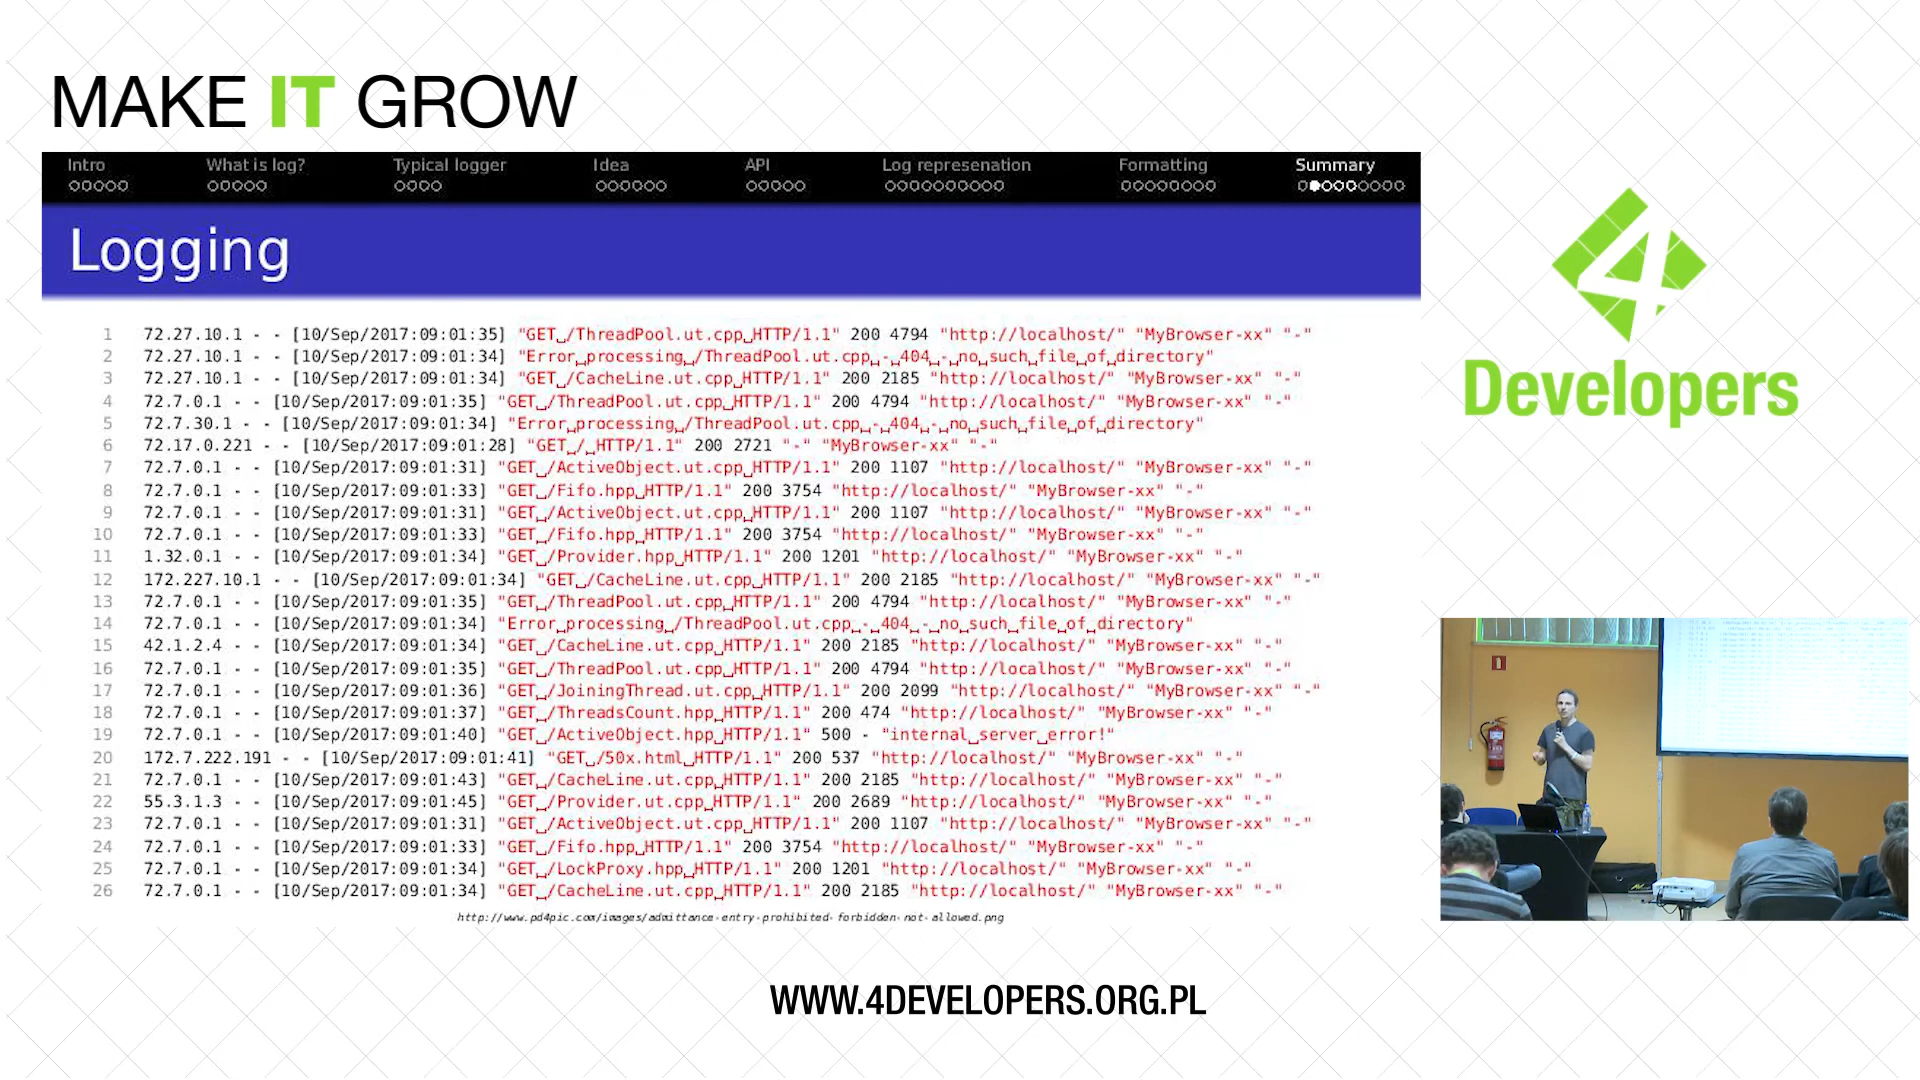 MAKE IT GROW
Intro What is log? Typical logger Idea API Log represenation Formatting Summary
Logging
1 72.27.10.1 - - [10/Sep/2017:09:01:35] "GET␣/ThreadPool.ut.cpp␣HTTP/1.1" 200 4794 "http://localhost/" "MyBrowser-xx" "-"
2 72.27.10.1 - - [10/Sep/2017:09:01:34] "Error␣processing␣/ThreadPool.ut.cpp␣-␣404␣-␣no␣such␣file␣of␣directory"
3 72.27.10.1 - - [10/Sep/2017:09:01:34] "GET␣/CacheLine.ut.cpp␣HTTP/1.1" 200 2185 "http://localhost/" "MyBrowser-xx" "-"
4 72.7.0.1 - - [10/Sep/2017:09:01:35] "GET␣/ThreadPool.ut.cpp␣HTTP/1.1" 200 4794 "http://localhost/" "MyBrowser-xx" "-"
5 72.7.30.1 - - [10/Sep/2017:09:01:34] "Error␣processing␣/ThreadPool.ut.cpp␣-␣404␣-␣no␣such␣file␣of␣directory"
6 72.17.0.221 - - [10/Sep/2017:09:01:28] "GET␣/␣HTTP/1.1" 200 2721 "-" "MyBrowser-xx" "-"
7 72.7.0.1 - - [10/Sep/2017:09:01:31] "GET␣/ActiveObject.ut.cpp␣HTTP/1.1" 200 1107 "http://localhost/" "MyBrowser-xx" "-"
8 72.7.0.1 - - [10/Sep/2017:09:01:33] "GET␣/Fifo.hpp␣HTTP/1.1" 200 3754 "http://localhost/" "MyBrowser-xx" "-"
9 72.7.0.1 - - [10/Sep/2017:09:01:31] "GET␣/ActiveObject.ut.cpp␣HTTP/1.1" 200 1107 "http://localhost/" "MyBrowser-xx" "-"
10 72.7.0.1 - - [10/Sep/2017:09:01:33] "GET␣/Fifo.hpp␣HTTP/1.1" 200 3754 "http://localhost/" "MyBrowser-xx" "-"
11 1.32.0.1 - - [10/Sep/2017:09:01:34] "GET␣/Provider.hpp␣HTTP/1.1" 200 1201 "http://localhost/" "MyBrowser-xx" "-"
12 172.227.10.1 - - [10/Sep/2017:09:01:34] "GET␣/CacheLine.ut.cpp␣HTTP/1.1" 200 2185 "http://localhost/" "MyBrowser-xx" "-"
13 72.7.0.1 - - [10/Sep/2017:09:01:35] "GET␣/ThreadPool.ut.cpp␣HTTP/1.1" 200 4794 "http://localhost/" "MyBrowser-xx" "-"
14 72.7.0.1 - - [10/Sep/2017:09:01:34] "Error␣processing␣/ThreadPool.ut.cpp␣-␣404␣-␣no␣such␣file␣of␣directory"
15 42.1.2.4 - - [10/Sep/2017:09:01:34] "GET␣/CacheLine.ut.cpp␣HTTP/1.1" 200 2185 "http://localhost/" "MyBrowser-xx" "-"
16 72.7.0.1 - - [10/Sep/2017:09:01:35] "GET␣/ThreadPool.ut.cpp␣HTTP/1.1" 200 4794 "http://localhost/" "MyBrowser-xx" "-"
17 72.7.0.1 - - [10/Sep/2017:09:01:36] "GET␣/JoiningThread.ut.cpp␣HTTP/1.1" 200 2099 "http://localhost/" "MyBrowser-xx" "-"
18 72.7.0.1 - - [10/Sep/2017:09:01:37] "GET␣/ThreadsCount.hpp␣HTTP/1.1" 200 474 "http://localhost/" "MyBrowser-xx" "-"
19 72.7.0.1 - - [10/Sep/2017:09:01:40] "GET␣/ActiveObject.hpp␣HTTP/1.1" 500 - "internal␣server␣error!"
20 172.7.222.191 - - [10/Sep/2017:09:01:41] "GET␣/50x.html␣HTTP/1.1" 200 537 "http://localhost/" "MyBrowser-xx" "-"
21 72.7.0.1 - - [10/Sep/2017:09:01:43] "GET␣/CacheLine.ut.cpp␣HTTP/1.1" 200 2185 "http://localhost/" "MyBrowser-xx" "-"
22 55.3.1.3 - - [10/Sep/2017:09:01:45] "GET␣/Provider.ut.cpp␣HTTP/1.1" 200 2689 "http://localhost/" "MyBrowser-xx" "-"
23 72.7.0.1 - - [10/Sep/2017:09:01:31] "GET␣/ActiveObject.ut.cpp␣HTTP/1.1" 200 1107 "http://localhost/" "MyBrowser-xx" "-"
24 72.7.0.1 - - [10/Sep/2017:09:01:33] "GET␣/Fifo.hpp␣HTTP/1.1" 200 3754 "http://localhost/" "MyBrowser-xx" "-"
25 72.7.0.1 - - [10/Sep/2017:09:01:34] "GET␣/LockProxy.hpp␣HTTP/1.1" 200 1201 "http://localhost/" "MyBrowser-xx" "-"
26 72.7.0.1 - - [10/Sep/2017:09:01:34] "GET␣/CacheLine.ut.cpp␣HTTP/1.1" 200 2185 "http://localhost/" "MyBrowser-xx" "-"
http://www.pd4pic.com/images/admittance-entry-prohibited-forbidden-not-allowed.png
4
Developers
WWW.4DEVELOPERS.ORG.PL